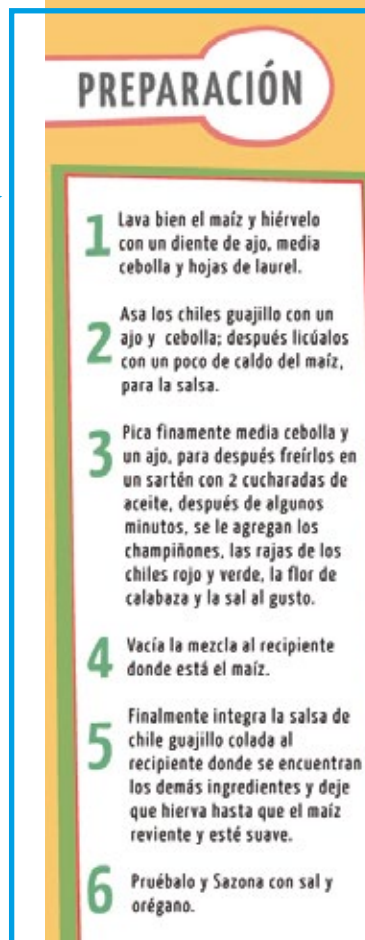 PREPARACIÓN
1 Lava bien el maíz y hiérvelo
con un diente de ajo, media
cebolla y hojas de laurel.
2 Asa los chiles guajillo con un
ajo y cebolla; después licúalos
con un poco de caldo del maíz,
para la salsa.
3 Pica finamente media cebolla y
un ajo, para después freírlos en
un sartén con 2 cucharadas de
aceite, después de algunos
minutos, se le agregan los
champiñones, las rajas de los
chiles rojo y verde, la flor de
calabaza y la sal al gusto.
4 Vacía la mezcla al recipiente
donde está el maíz.
5 Finalmente integra la salsa de
chile guajillo colada al
recipiente donde se encuentran
los demás ingredientes y deje
que hierva hasta que el maíz
reviente y esté suave.
6 Pruébalo y Sazona con sal y
orégano.